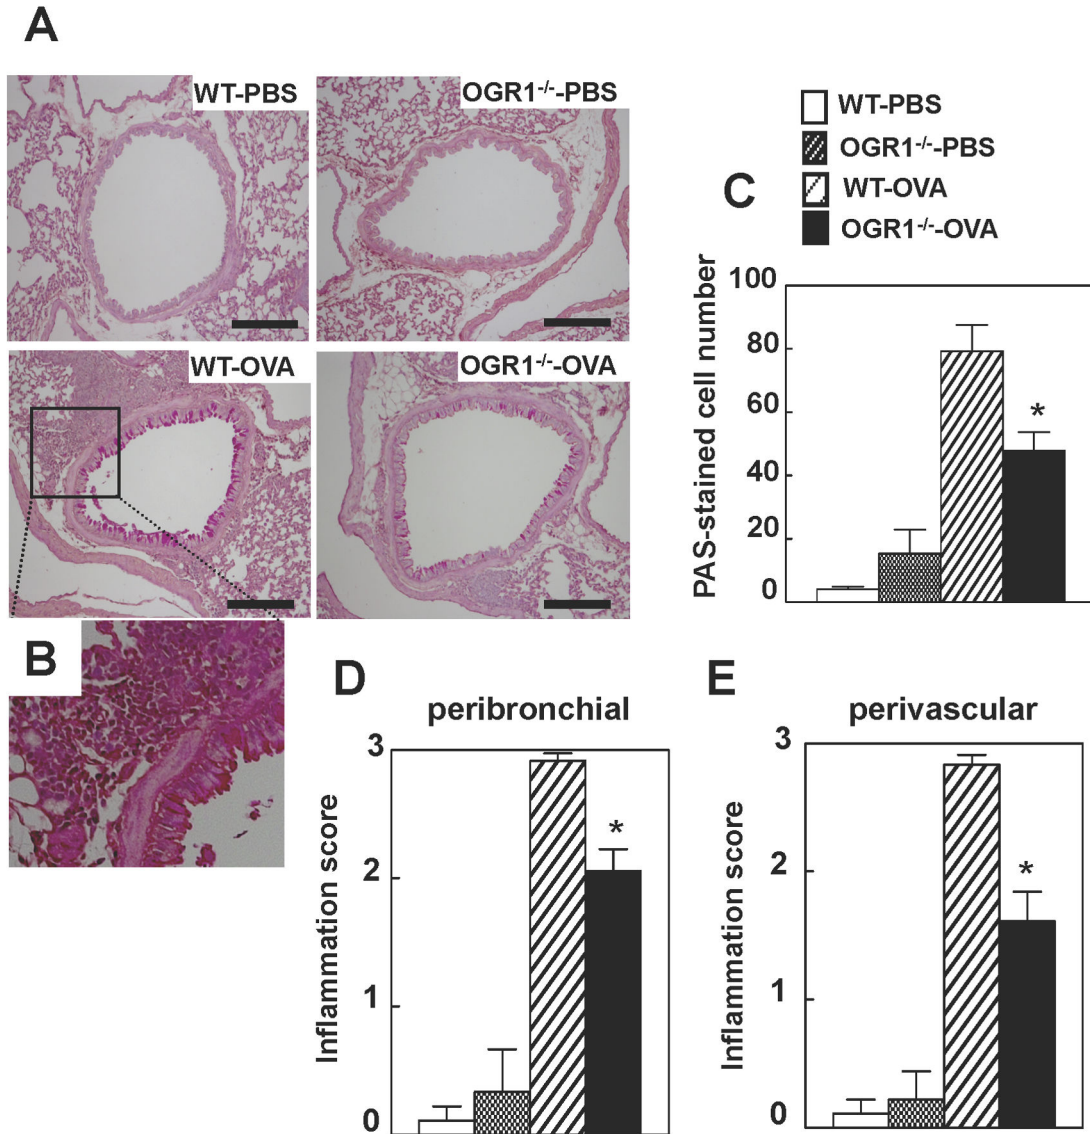 A
WT-PBS
OGR1-/--PBS
WT-OVA
OGR1-/--OVA
B
WT-PBS
OGR1-/--PBS
WT-OVA
OGR1-/--OVA
C
PAS-stained cell number
100
80
60
40
20
0
*
D
peribronchial
Inflammation score
3
2
1
0
*
E
perivascular
Inflammation score
3
2
1
0
*